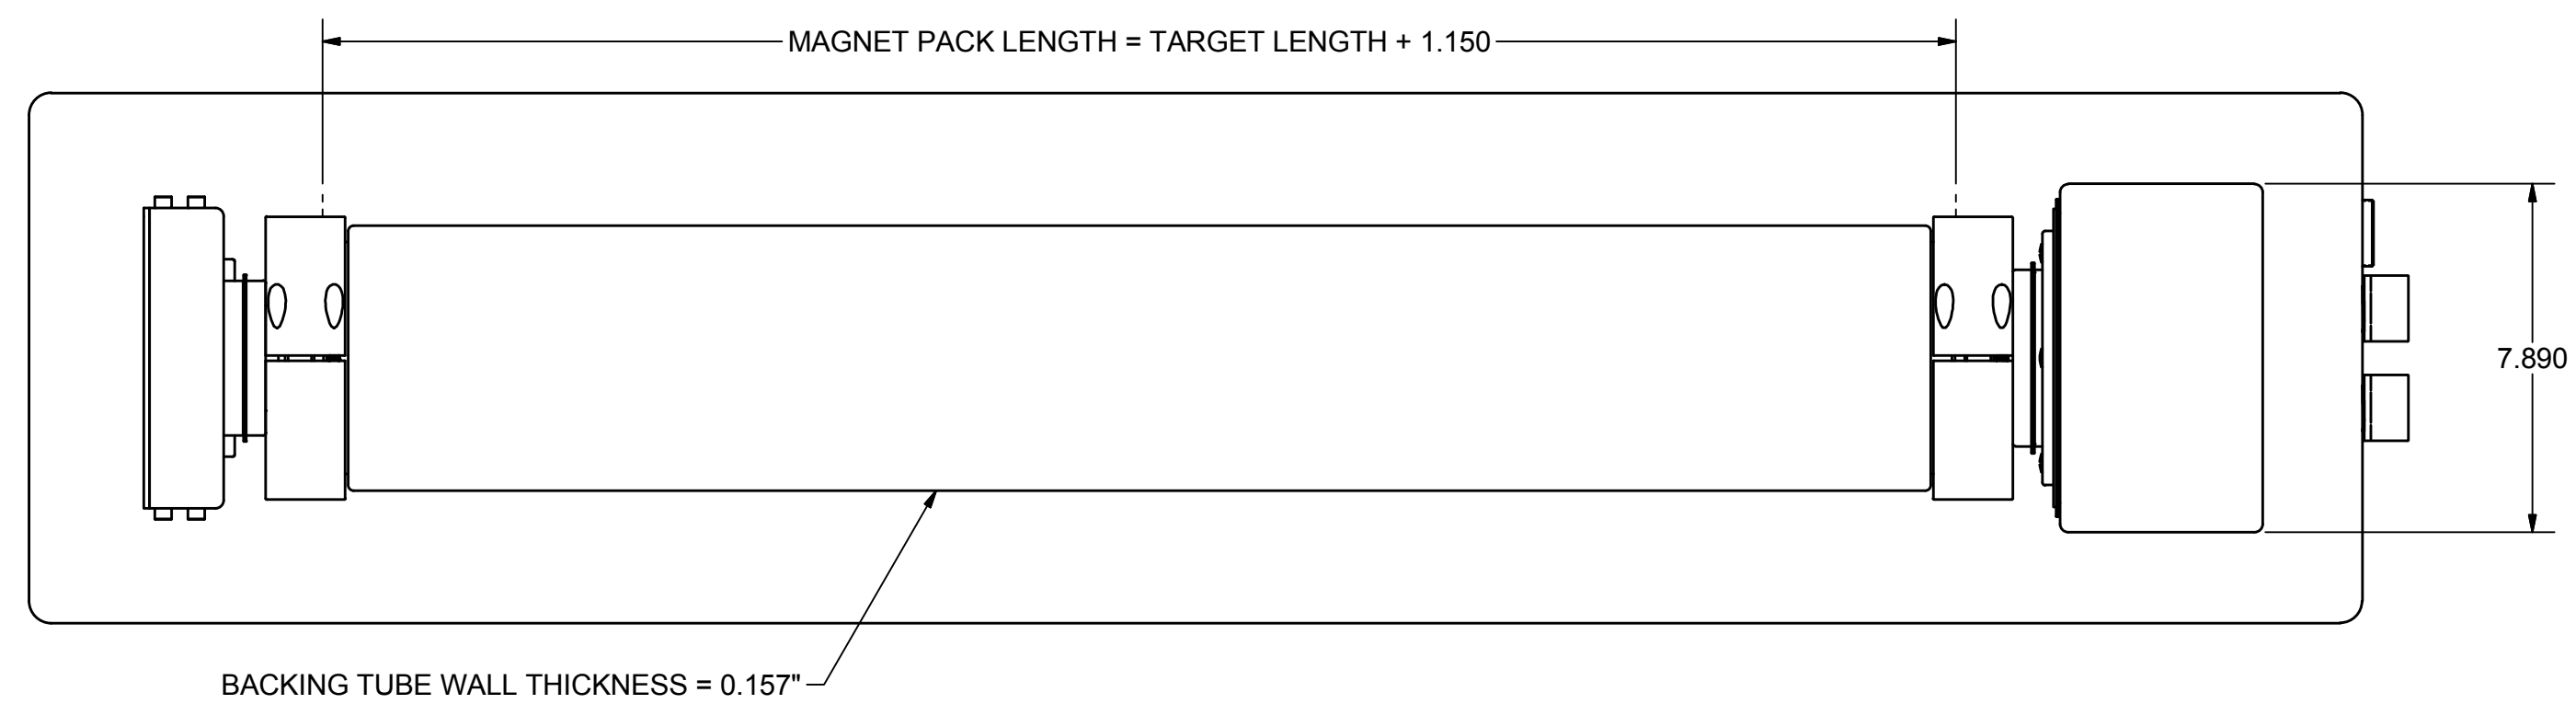 MAGNET PACK LENGTH = TARGET LENGTH + 1.150
7.890
BACKING TUBE WALL THICKNESS = 0.157"